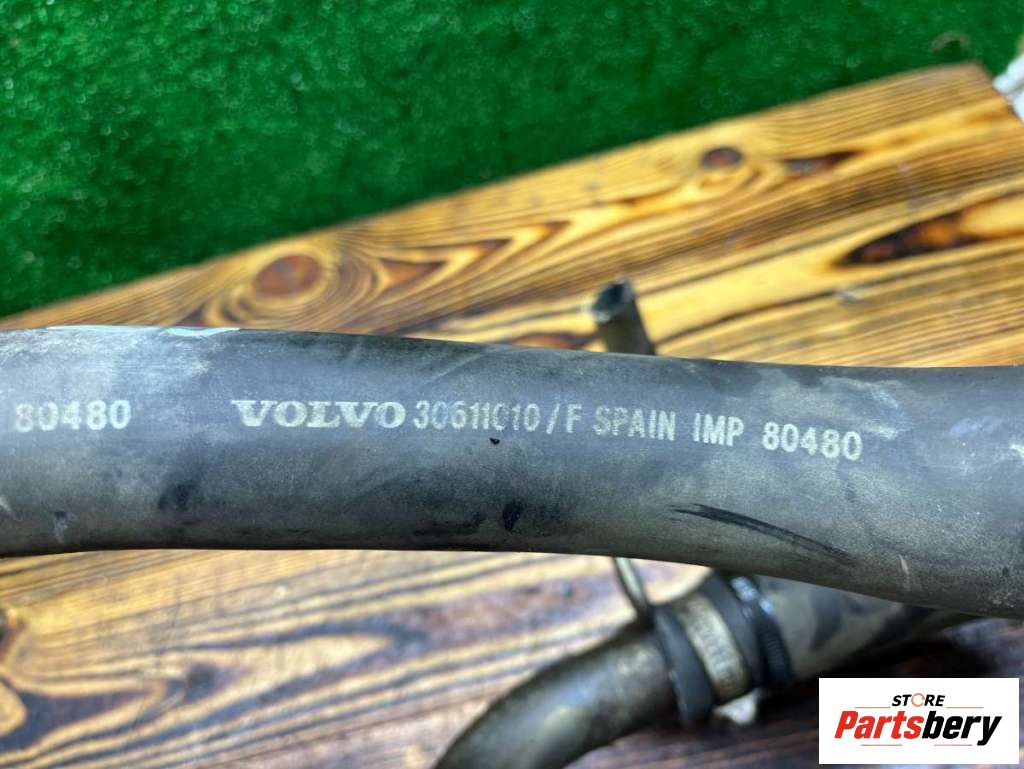 80480 VOLVO 30611010/F SPAIN IMP 80480
STORE
Partsbery